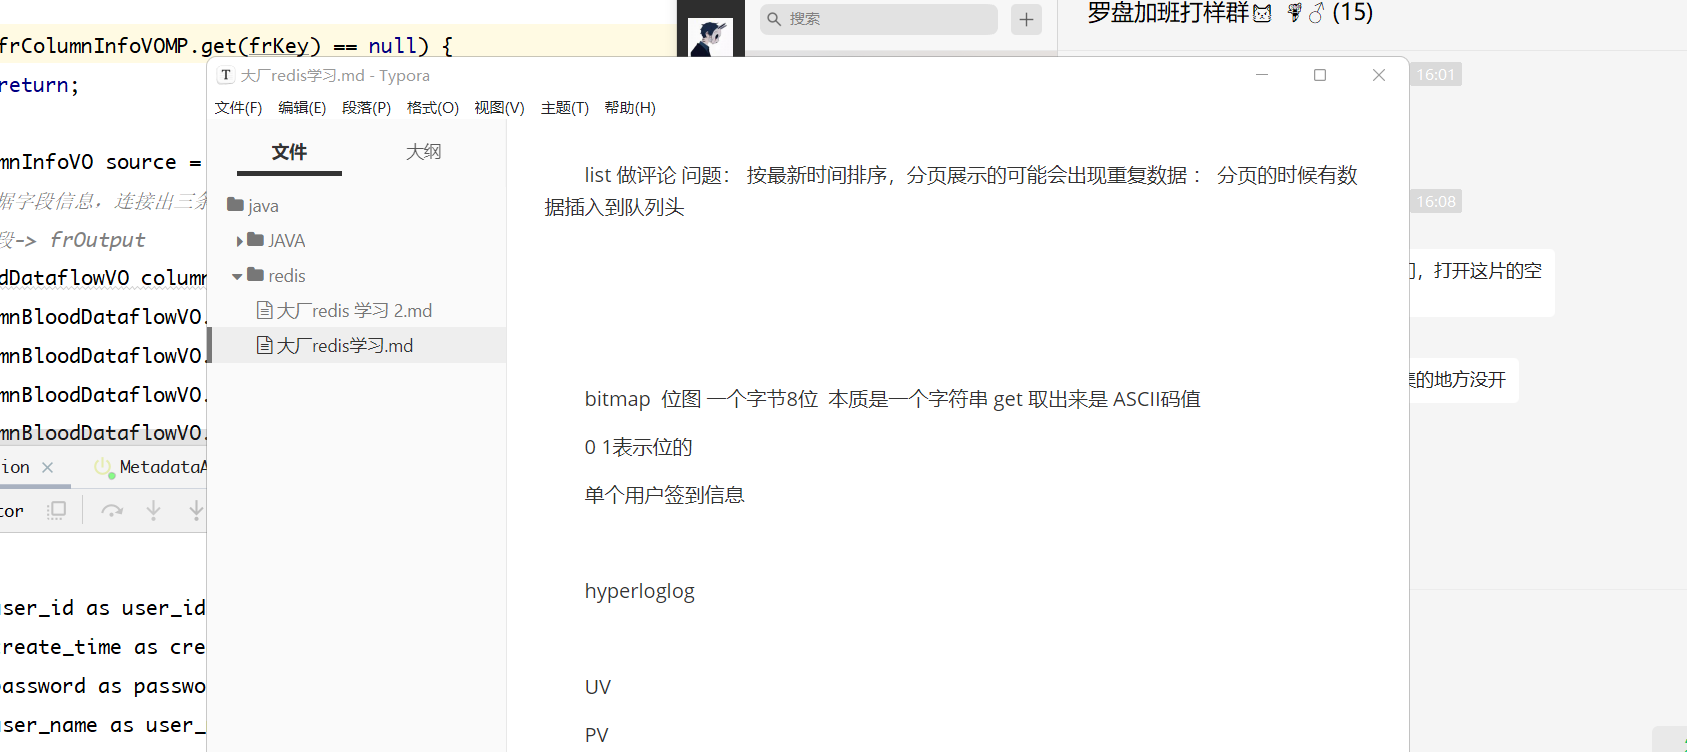 frColumnInfoVOMP.get(frKey) == null) {
return;
mnInfoVO source =
据字段信息，连接出三条
段-> frOutput
dDataflowVO column
mnBloodDataflowVO.
mnBloodDataflowVO.
mnBloodDataflowVO.
mnBloodDataflowVO.
ion
MetadataA
tor
user_id as user_id
create_time as cre
password as passwo
user_name as user_
搜索
罗盘加班打样群 (15)
16:01
16:08
，打开这片的空
的地方没开
大厂redis学习.md - Typora
文件(F) 编辑(E) 段落(P) 格式(O) 视图(V) 主题(T) 帮助(H)
文件 大纲
java
JAVA
redis
大厂redis 学习 2.md
大厂redis学习.md
list 做评论 问题： 按最新时间排序，分页展示的可能会出现重复数据： 分页的时候有数
据插入到队列头
bitmap 位图 一个字节8位 本质是一个字符串 get 取出来是 ASCII码值
0 1表示位的
单个用户签到信息
hyperloglog
UV
PV